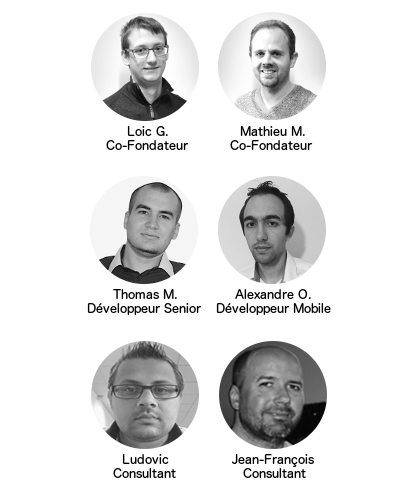 Loic G.
Co-Fondateur
Mathieu M.
Co-Fondateur
Thomas M.
Développeur Senior
Alexandre O.
Développeur Mobile
Ludovic
Consultant
Jean-François
Consultant